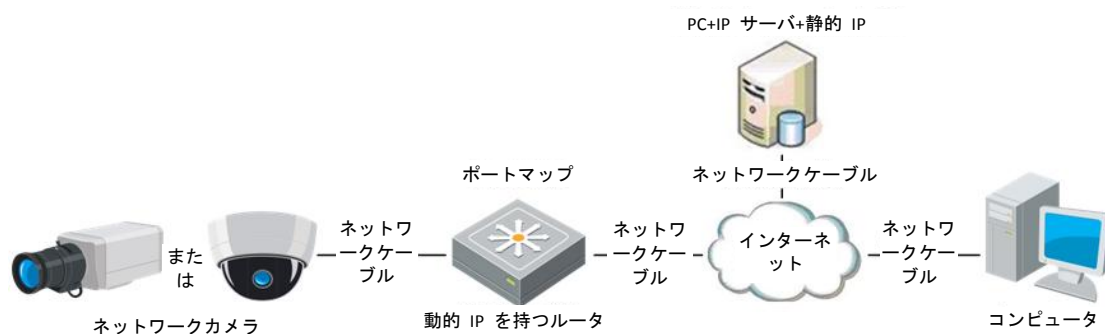 PC+IP サーバ+静的 IP
ポートマップ
ネットワークケーブル
または
ネットワ
ークケー
ブル
ネットワ
ークケー
ブル
インターネ
ット
ネットワ
ークケー
ブル
ネットワークカメラ
動的 IP を持つルータ
コンピュータ